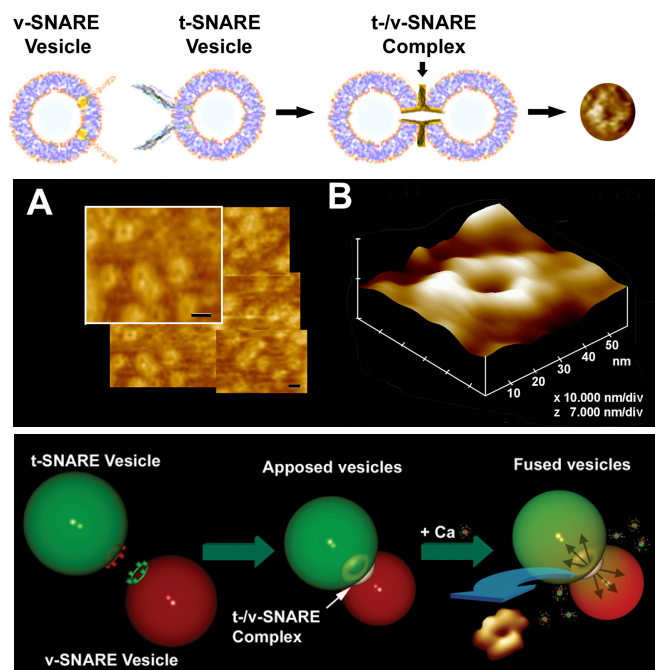 v-SNARE
Vesicle
t-SNARE
Vesicle
t-/v-SNARE
Complex
A
B
10
20
30
40
50
nm
x 10.000 nm/div
z 7.000 nm/div
t-SNARE Vesicle
v-SNARE Vesicle
Apposed vesicles
t-/v-SNARE
Complex
+ Ca
Fused vesicles